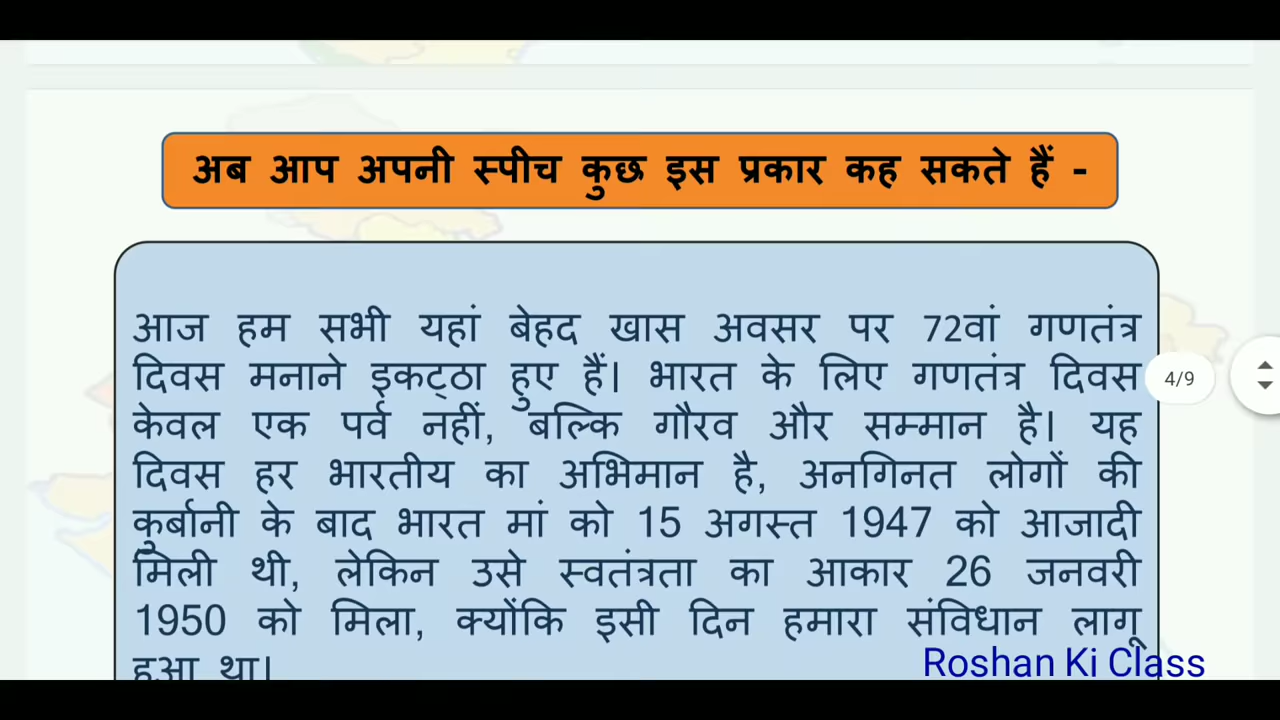 अब आप अपनी स्पीच कुछ इस प्रकार कह सकते हैं -
आज हम सभी यहां बेहद खास अवसर पर 72वां गणतंत्र
दिवस मनाने इकट्ठा हुए हैं। भारत के लिए गणतंत्र दिवस
4/9
केवल एक पर्व नहीं, बल्कि गौरव और सम्मान है। यह
दिवस हर भारतीय का अभिमान है, अनगिनत लोगों की
कुर्बानी के बाद भारत मां को 15 अगस्त 1947 को आजादी
मिली थी, लेकिन उसे स्वतंत्रता का आकार 26 जनवरी
1950 को मिला, क्योंकि इसी दिन हमारा संविधान लागू
हुआ था।
Roshan Ki Class